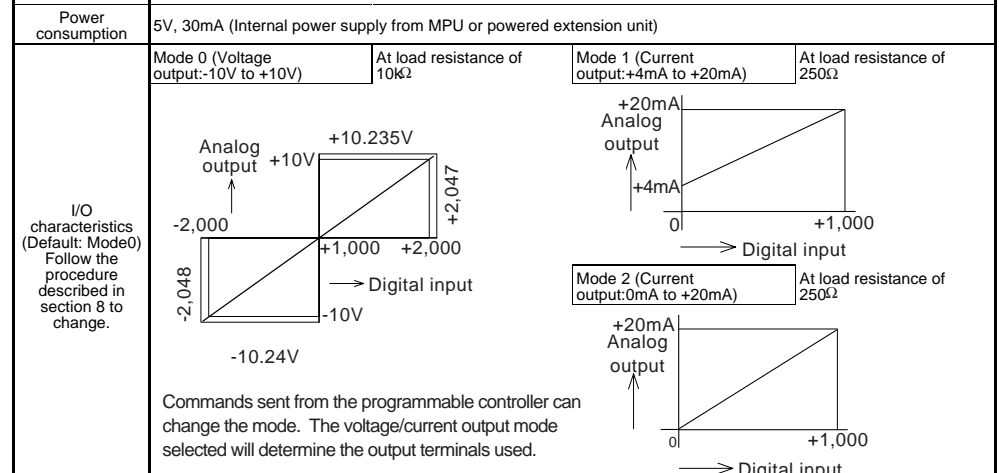 Power
consumption
5V, 30mA (Internal power supply from MPU or powered extension unit)
I/O
characteristics
(Default: Mode0)
Follow the
procedure
described in
section 8 to
change.
Mode 0 (Voltage
output:-10V to +10V)
At load resistance of
10kΩ
Analog
output
+10.235V
+10V
+2,047
-2,000
+1,000
+2,000
Digital input
-2,048
-10V
-10.24V
Commands sent from the programmable controller can
change the mode. The voltage/current output mode
selected will determine the output terminals used.
Mode 1 (Current
output:+4mA to +20mA)
At load resistance of
250Ω
+20mA
Analog
output
+4mA
0
+1,000
Digital input
Mode 2 (Current
output:0mA to +20mA)
At load resistance of
250Ω
+20mA
Analog
output
0
+1,000
Digital input